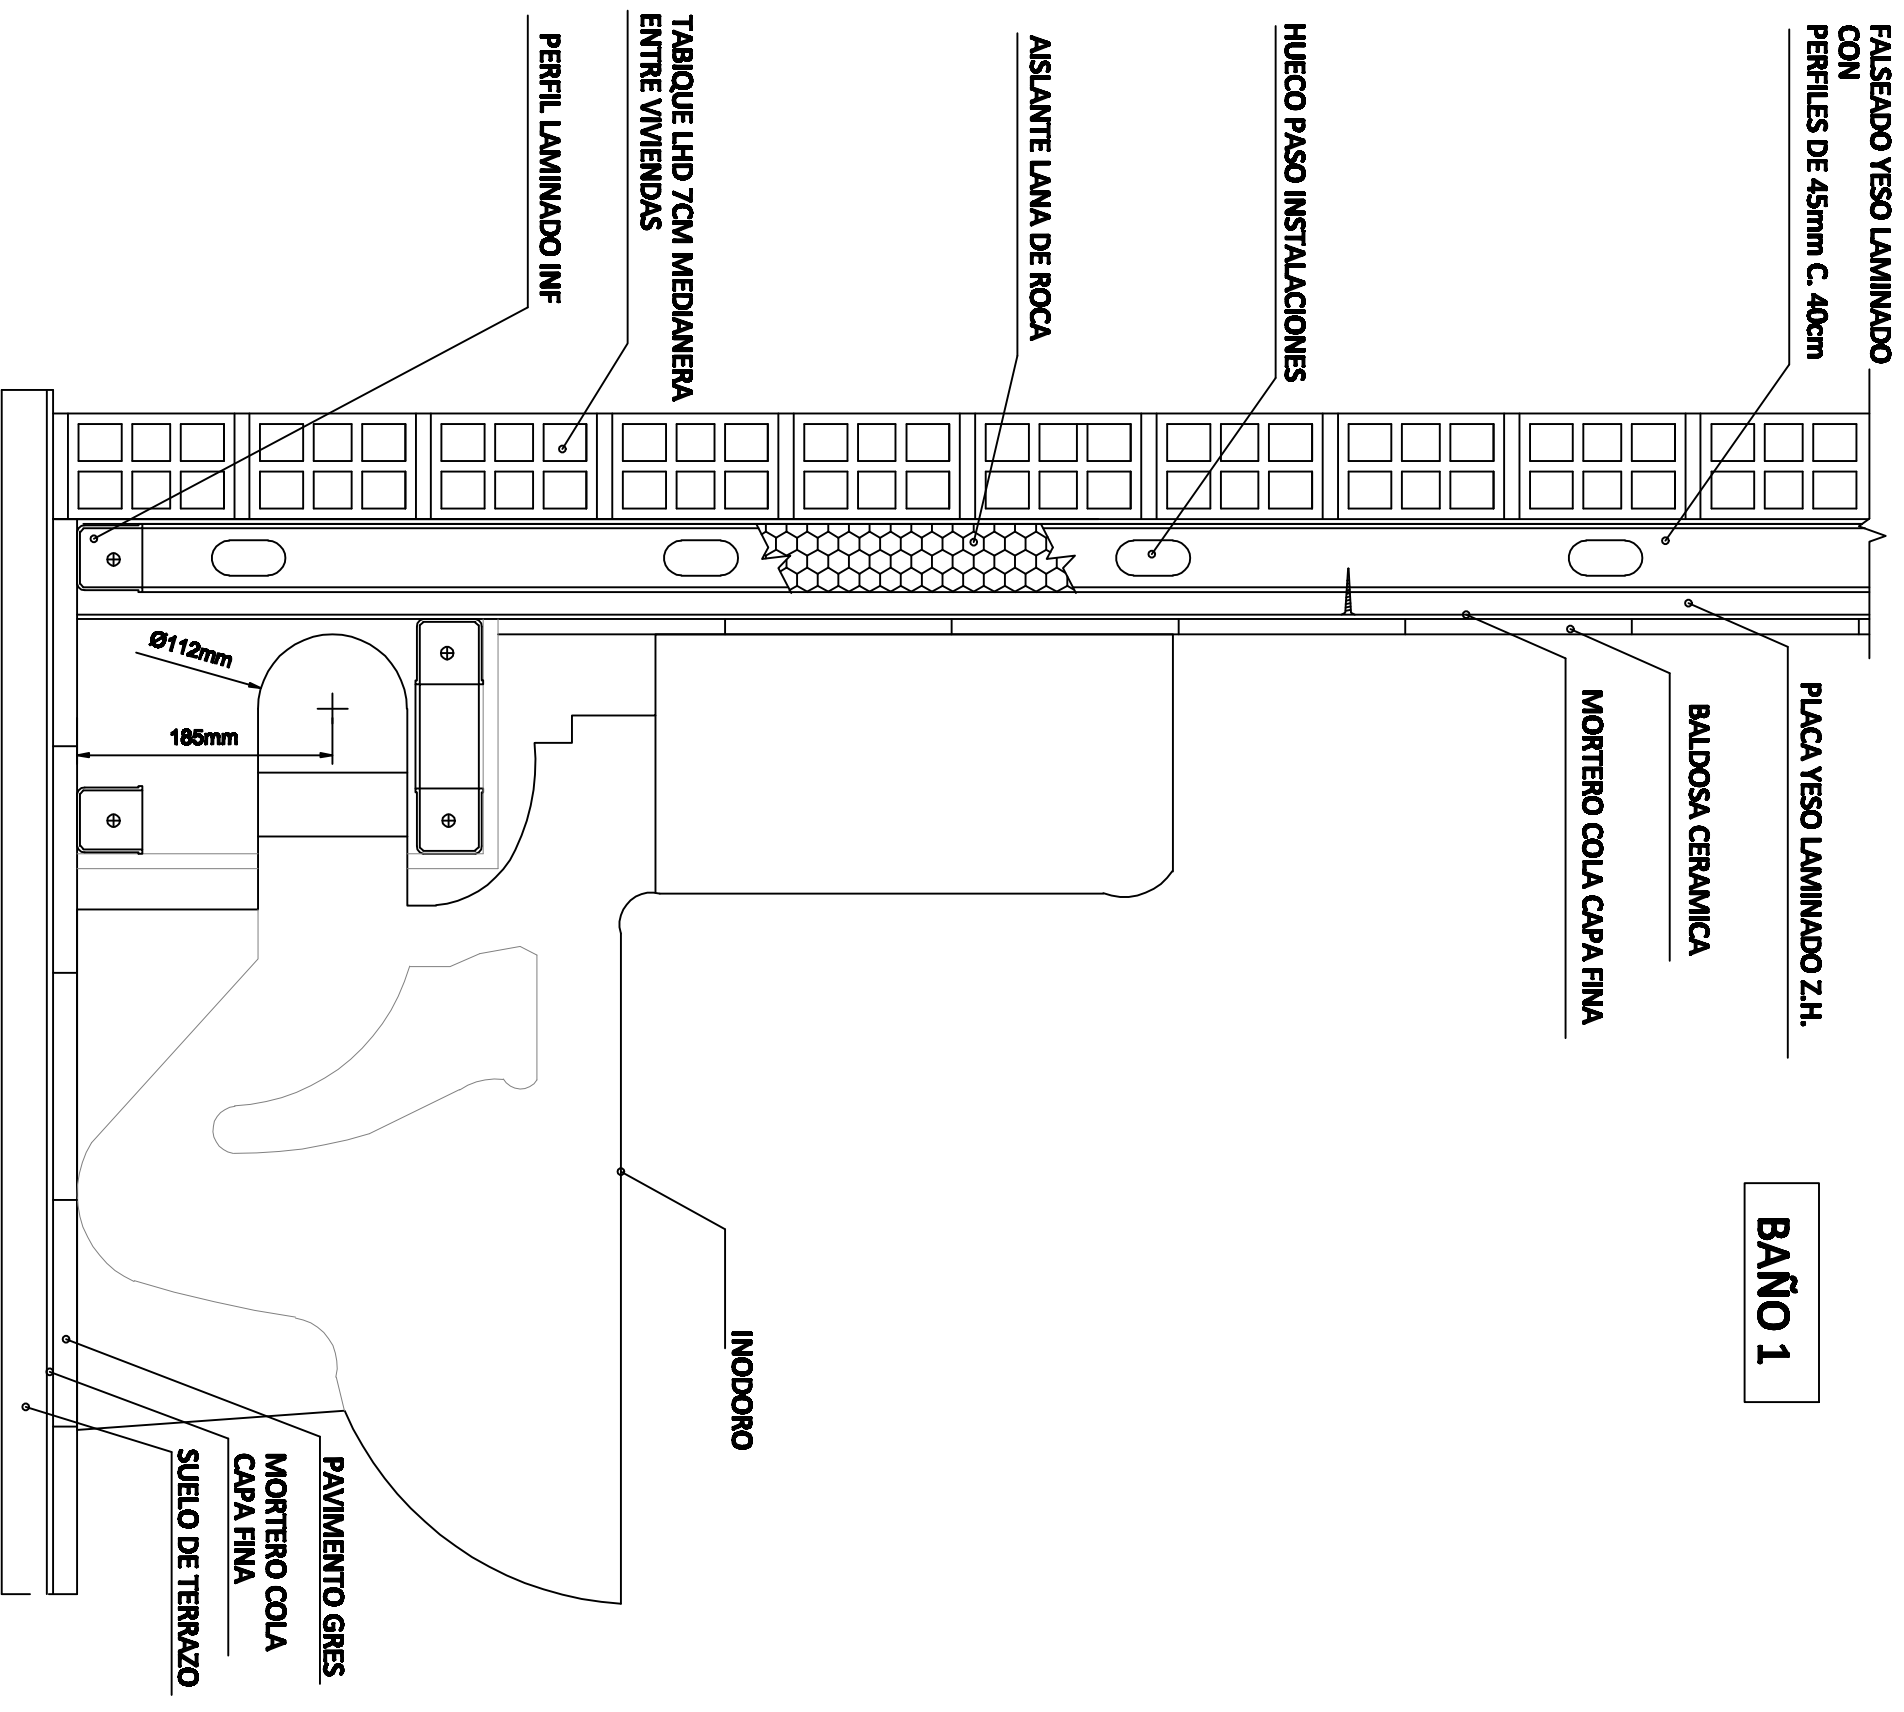 FALSEADO YESO LAMINADO
CON
PERFILES DE 45mm C. 40cm
HUECO PASO INSTALACIONES
AISLANTE LANA DE ROCA
TABIQUE LHD 7CM MEDIANERA
ENTRE VIVIENDAS
PERFIL LAMINADO INF
PLACA YESO LAMINADO Z.H.
BALDOSA CERAMICA
MORTERO COLA CAPA FINA
Ø112mm
185mm
BAÑO 1
INODORO
PAVIMENTO GRES
MORTERO COLA
CAPA FINA
SUELO DE TERRAZO